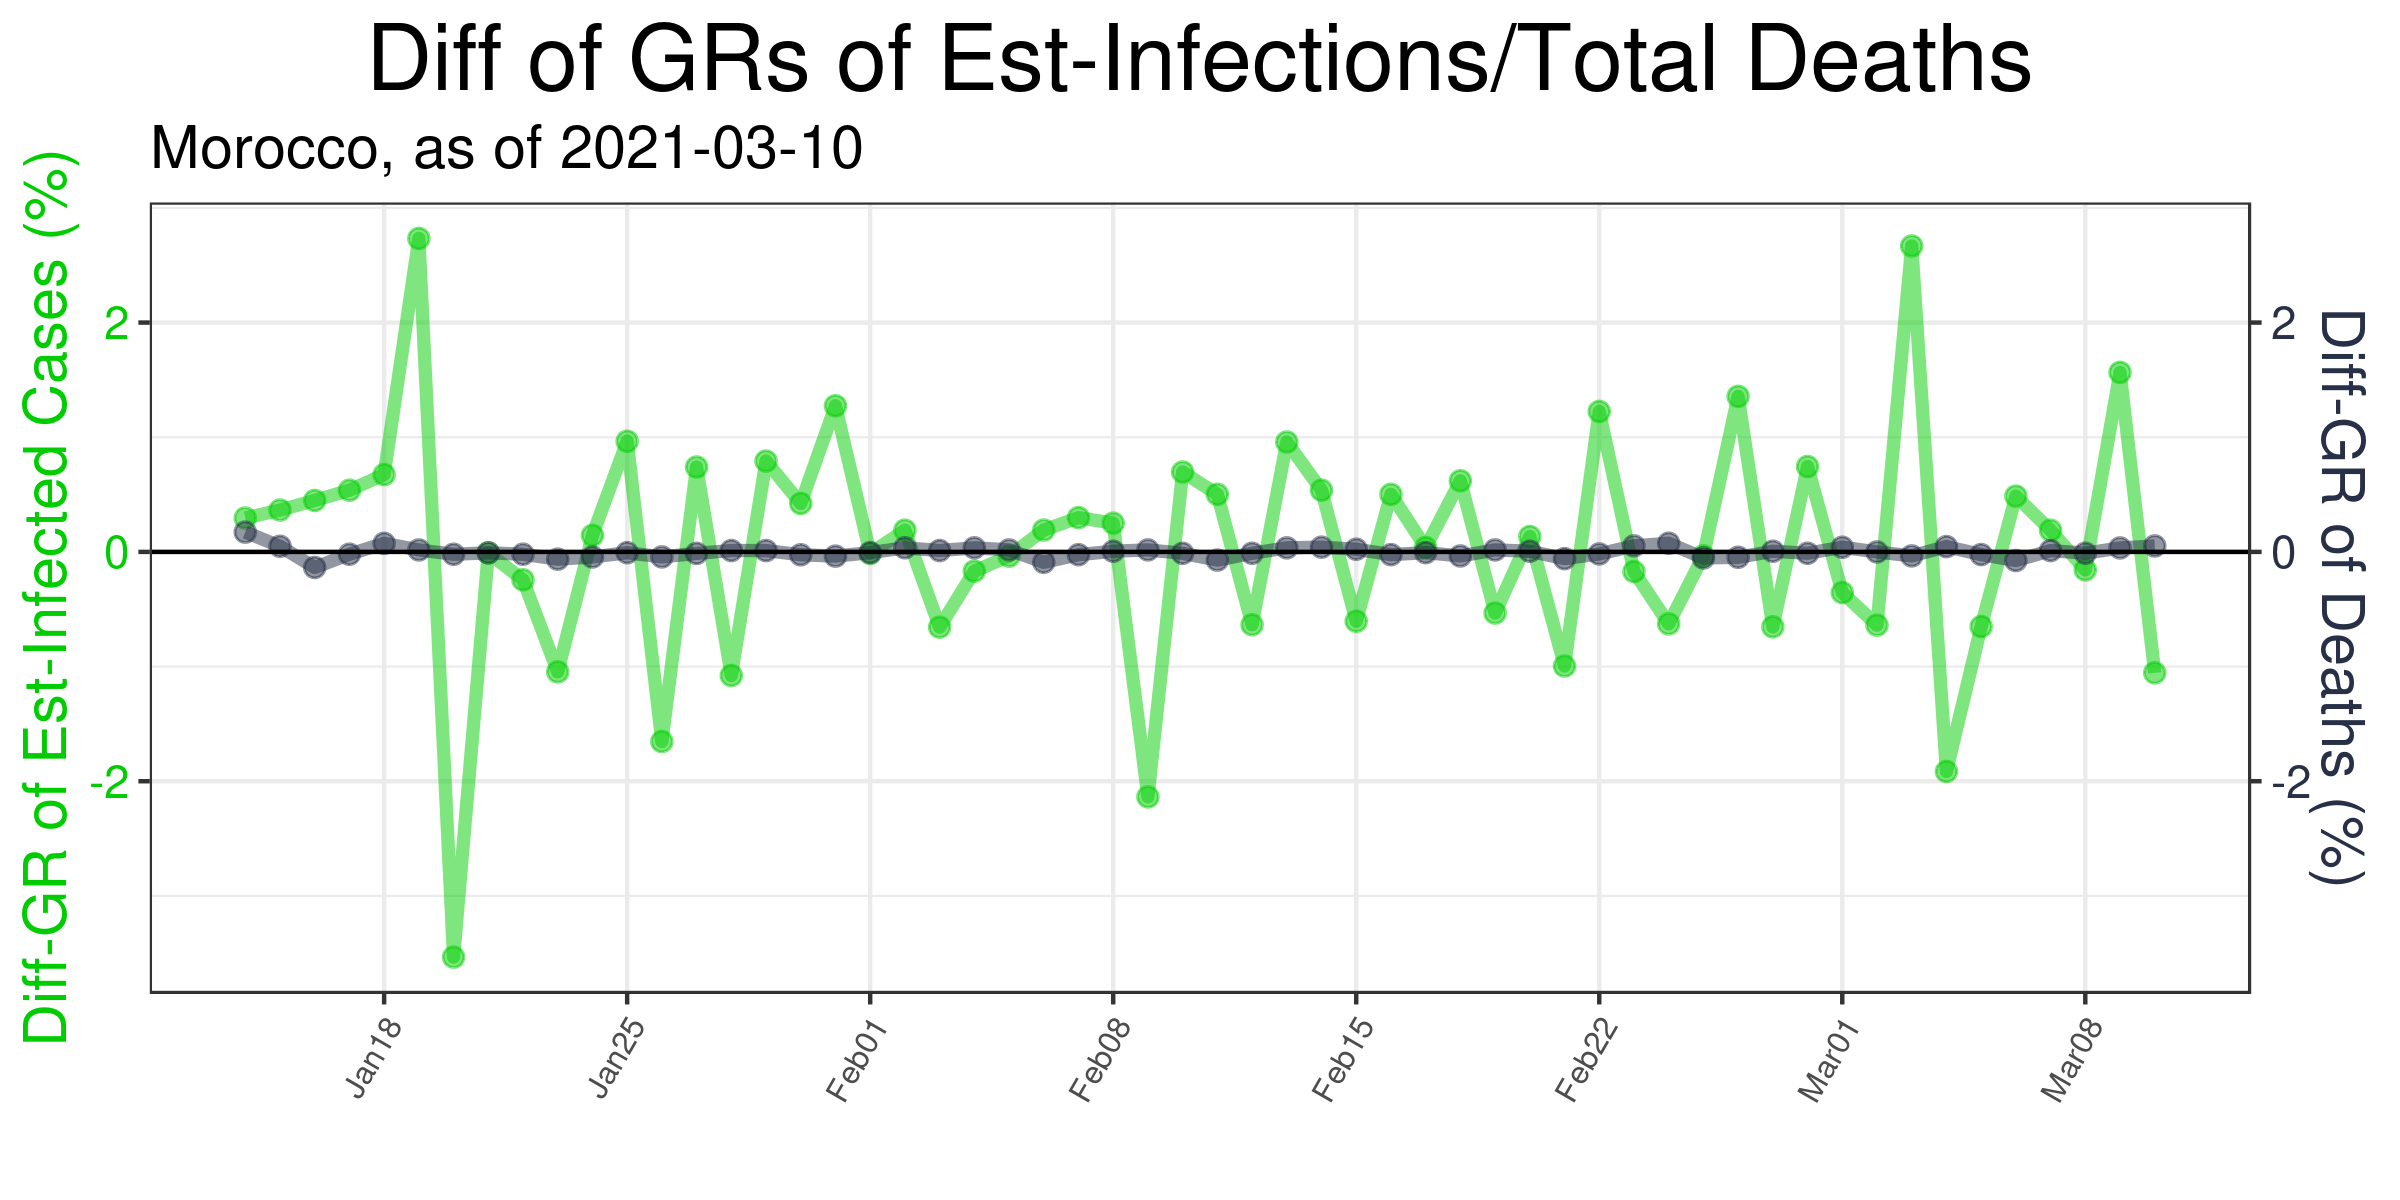 Diff of GRs of Est-Infections/Total Deaths
Morocco, as of 2021-03-10
Diff-GR of Est-Infected Cases (%)
2
0
-2
2
0
-2
Diff-GR of Deaths (%)
Jan18
Jan25
Feb01
Feb08
Feb15
Feb22
Mar01
Mar08